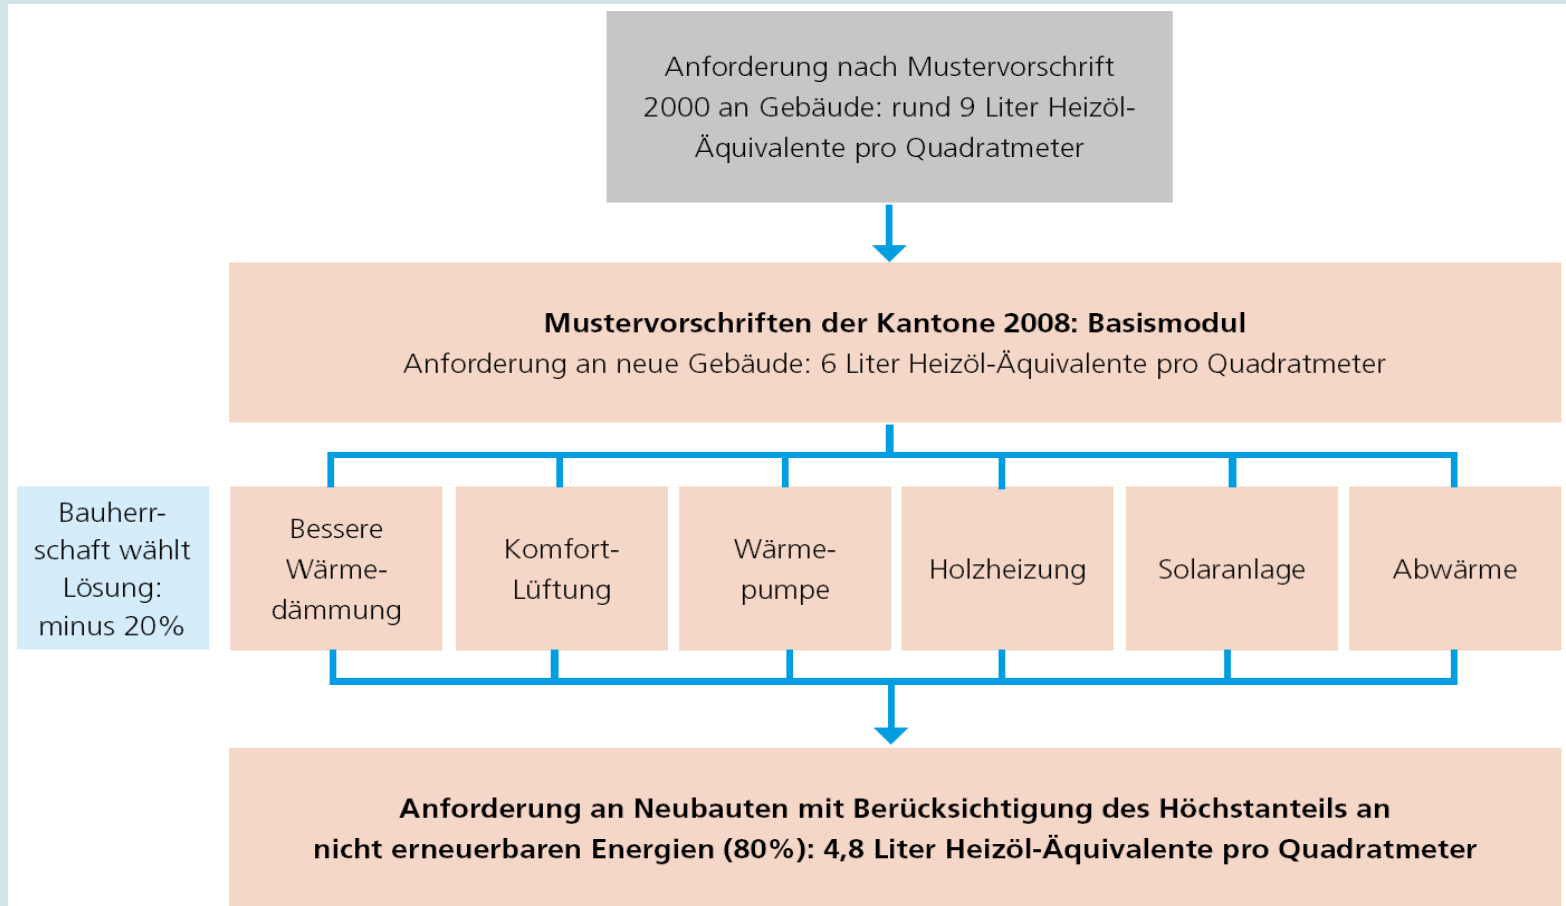 Anforderung nach Mustervorschrift
2000 an Gebäude: rund 9 Liter Heizöl-
Äquivalente pro Quadratmeter
Mustervorschriften der Kantone 2008: Basismodul
Anforderung an neue Gebäude: 6 Liter Heizöl-Äquivalente pro Quadratmeter
Bauherr-
schaft wählt
Lösung:
minus 20%
Bessere
Wärme-
dämmung
Komfort-
Lüftung
Wärme-
pumpe
Holzheizung
Solaranlage
Abwärme
Anforderung an Neubauten mit Berücksichtigung des Höchstanteils an
nicht erneuerbaren Energien (80%): 4,8 Liter Heizöl-Äquivalente pro Quadratmeter